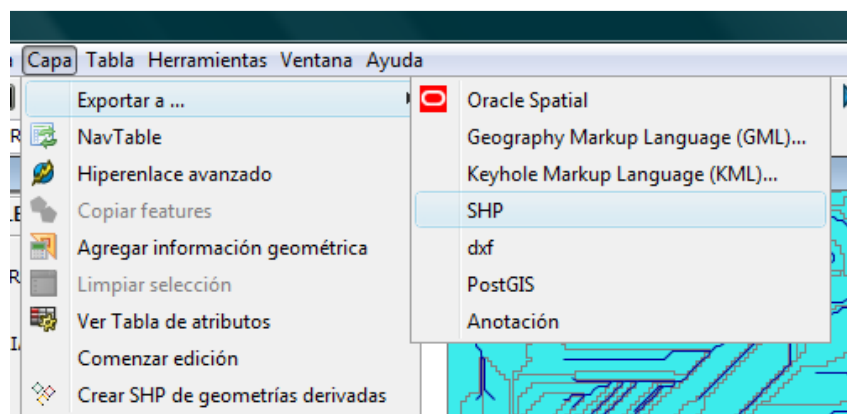 Capa Tabla Herramientas Ventana Ayuda
Exportar a ...
NavTable
Hiperenlace avanzado
Copiar features
Agregar información geométrica
Limpiar selección
Ver Tabla de atributos
Comenzar edición
Crear SHP de geometrías derivadas
Oracle Spatial
Geography Markup Language (GML)...
Keyhole Markup Language (KML)...
SHP
dxf
PostGIS
Anotación